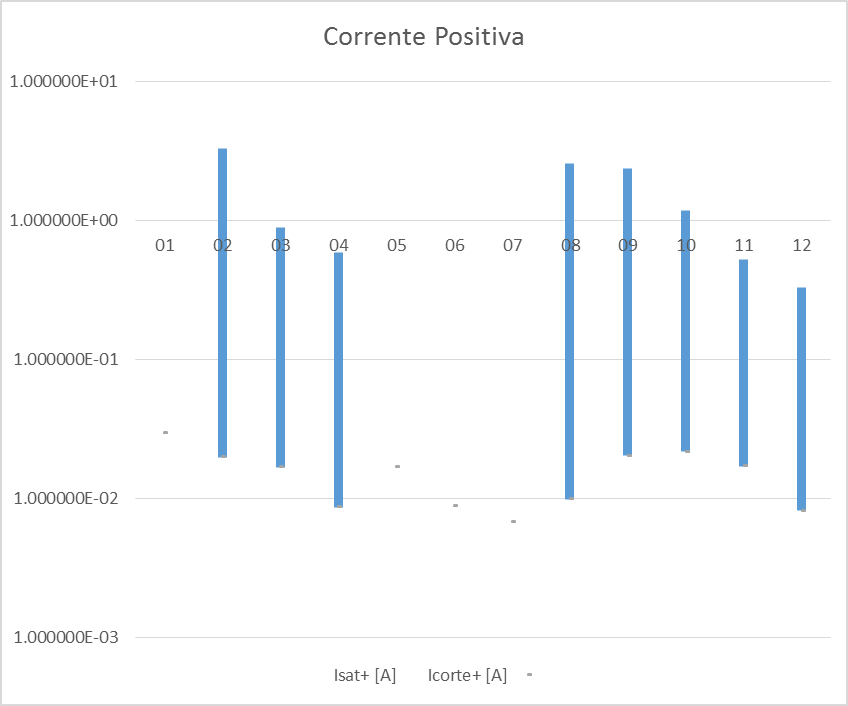 Corrente Positiva
1.000000E+01
1.000000E+00
01 02 03 04 05 06 07 08 09 10 11 12
1.000000E-01
1.000000E-02
1.000000E-03
Isat+ [A] Icorte+ [A]